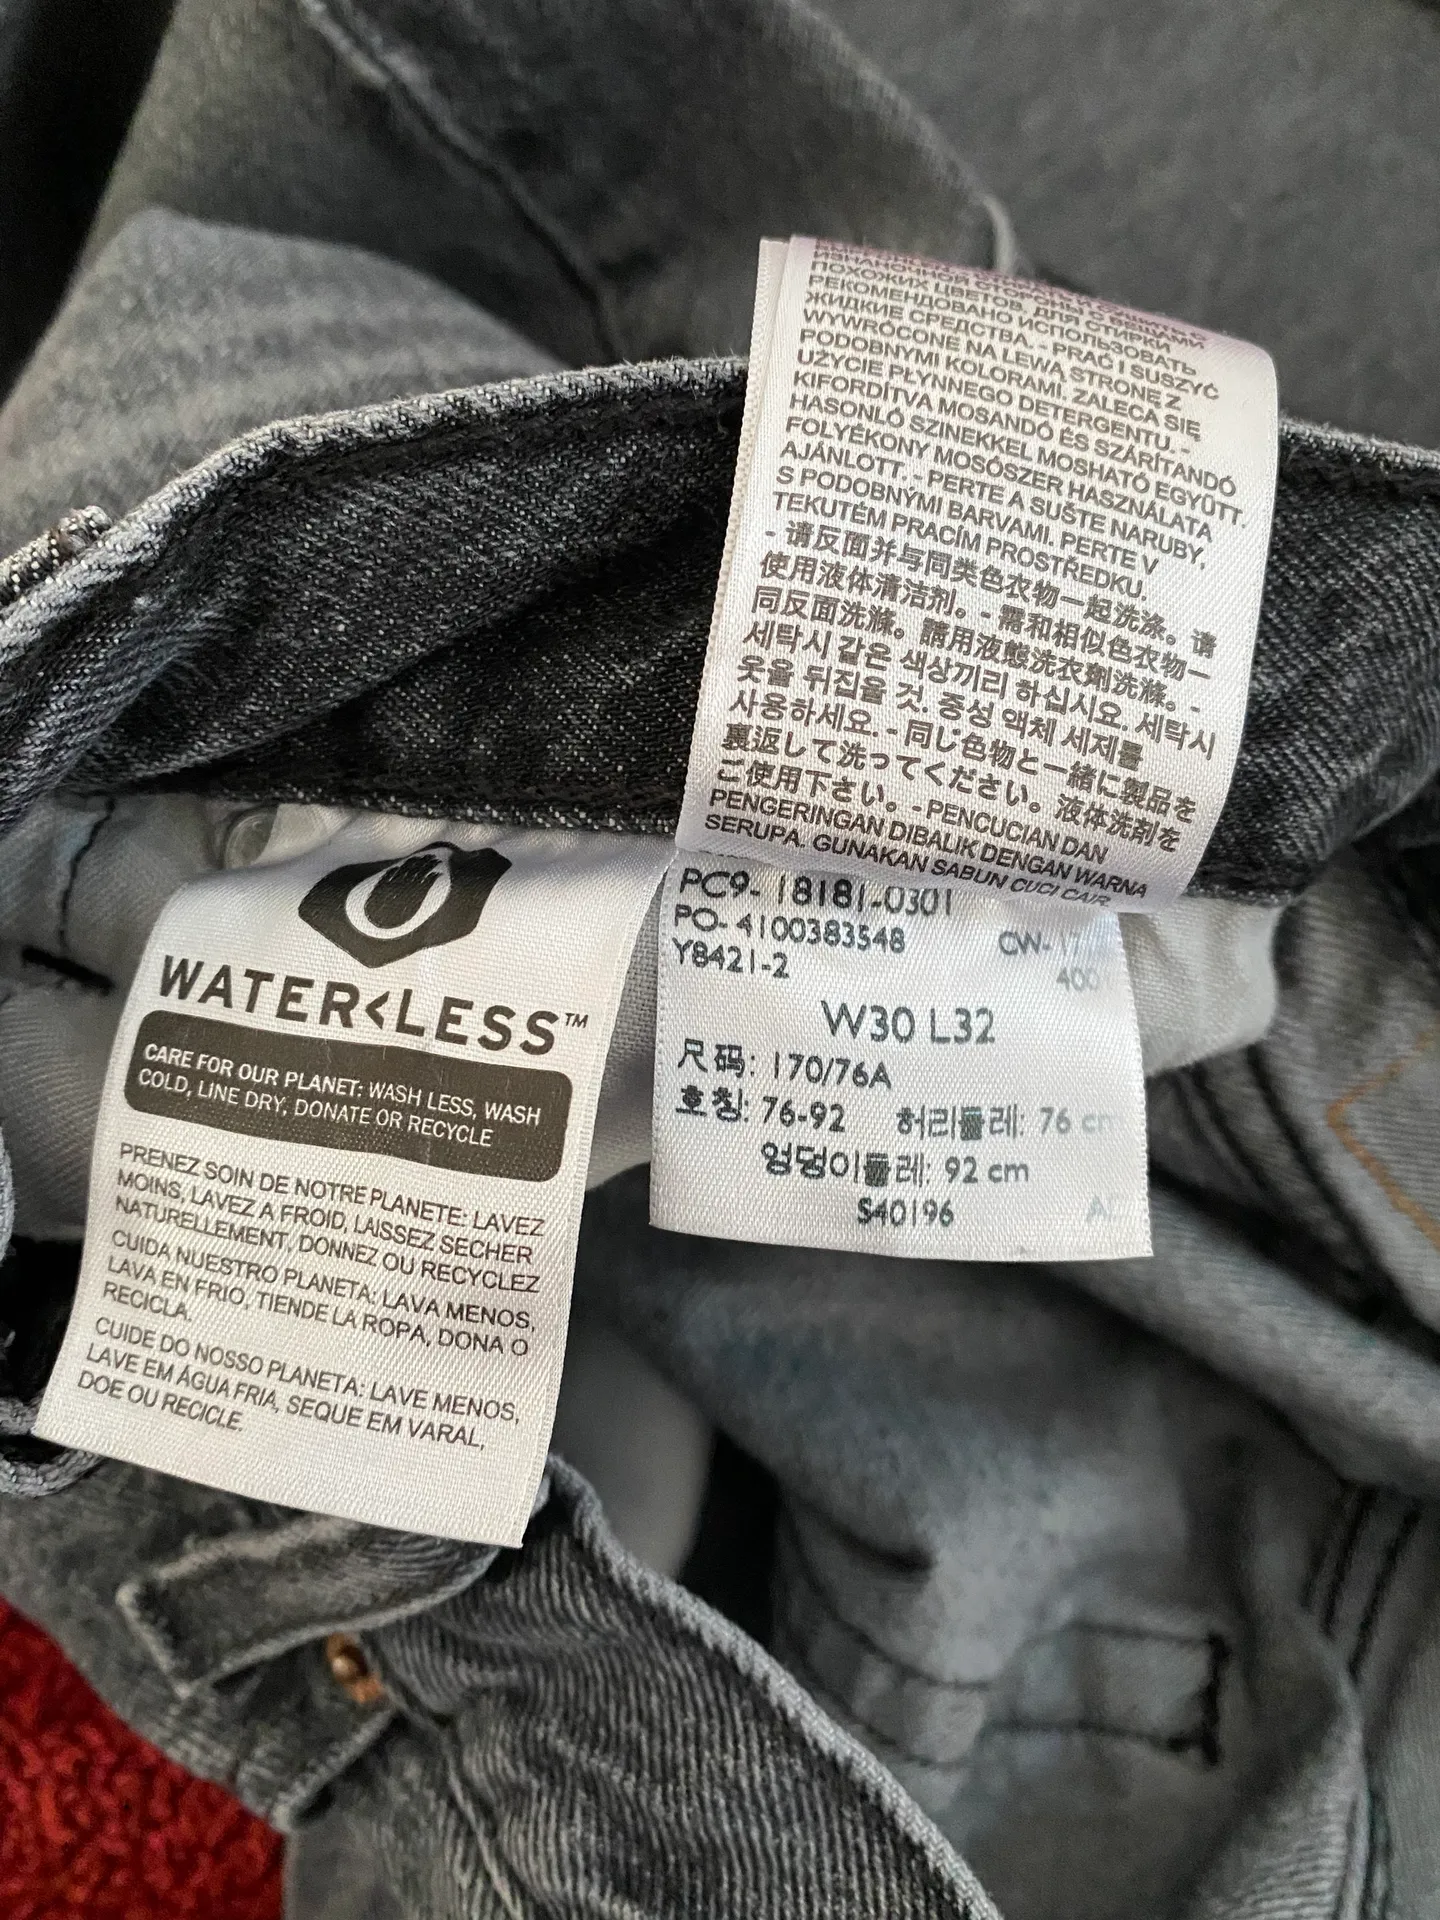 WATER<LESS™
CARE FOR OUR PLANET: WASH LESS, WASH
COLD, LINE DRY, DONATE OR RECYCLE
PRENEZ SOIN DE NOTRE PLANETE: LAVEZ
MOINS, LAVEZ A FROID, LAISSEZ SECHER
NATURELLEMENT, DONNEZ OU RECYCLEZ
CUIDA NUESTRO PLANETA: LAVA MENOS,
LAVA EN FRIO, TIENDE LA ROPA, DONA O
RECICLA.
CUIDE DO NOSSO PLANETA: LAVE MENOS,
LAVE EM ÁGUA FRIA, SEQUE EM VARAL,
DOE OU RECICLE.
ИЗНАНОЧНОЙ СТОРОНЫ
ПОХОЖИХ ЦВЕТОВ. ДЛЯ СТИРКИ
РЕКОМЕНДОВАНО ИСПОЛЬЗОВАТЬ
ЖИДКИЕ СРЕДСТВА. - PRAĆ I SUSZYĆ
WYWRÓCONE NA LEWĄ STRONĘ Z
PODOBNYMI KOLORAMI. ZALECA SIĘ
UŻYCIE PŁYNNEGO DETERGENTU. -
KIFORDÍTVA MOSANDÓ ÉS SZÁRÍTANDÓ
HASONLÓ SZINEKKEL MOSHATÓ EGYÜTT.
FOLYÉKONY MOSÓSZER HASZNÁLATA
AJÁNLOTT. - PERTE A SUŠTE NARUBY,
S PODOBNÝMI BARVAMI. PERTE V
TEKUTÉM PRACÍM PROSTŘEDKU.
- 请反面并与同类色衣物一起洗涤。请
使用液体清洁剂。- 需和相似色衣物一
同反面洗滌。請用液態洗衣劑洗滌。-
세탁시 같은 색상끼리 하십시요. 세탁시
옷을 뒤집을 것. 중성 액체 세제를
사용하세요. - 同じ色物と一緒に製品を
裏返して洗ってください。液体洗剤を
ご使用下さい。- PENCUCIAN DAN
PENGERINGAN DIBALIK DENGAN WARNA
SERUPA. GUNAKAN SABUN CUCI CAIR
PC9- 18181-0301
PO- 4100383548 CW- 17
Y8421-2 400
W30 L32
尺码: 170/76A
호칭: 76-92 허리둘레: 76 cm
엉덩이둘레: 92 cm
S40196